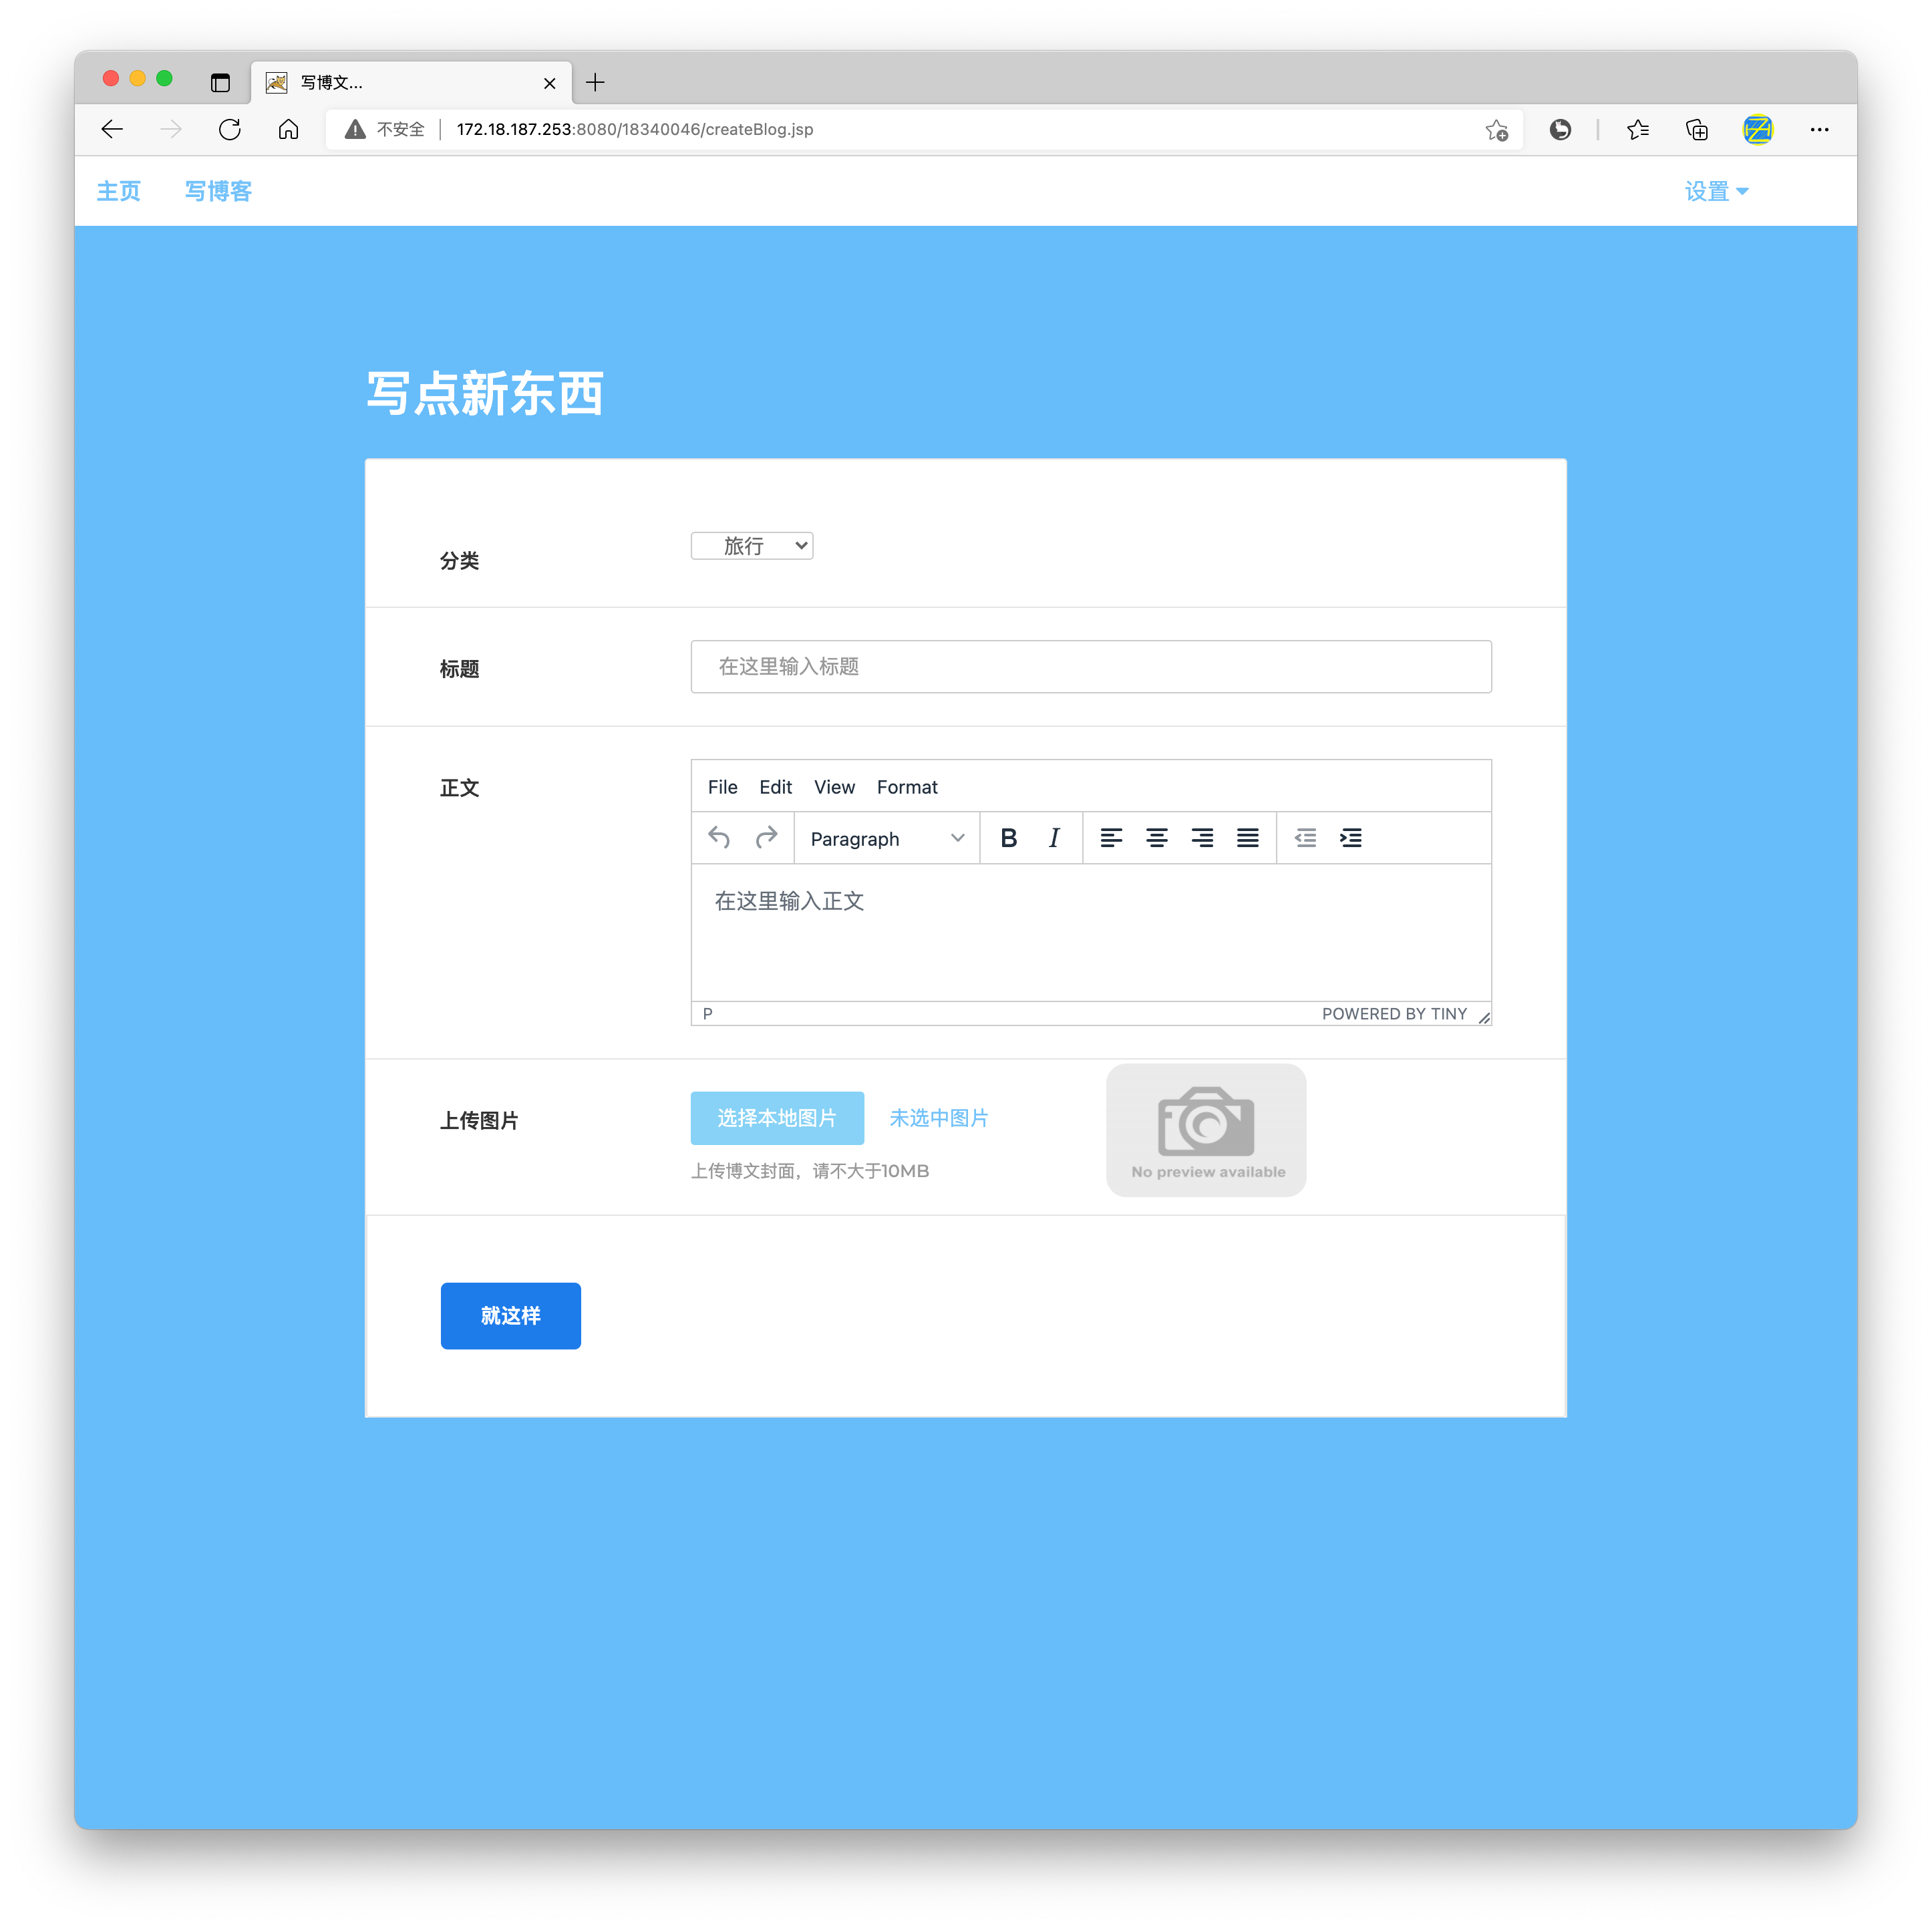 写博文...
不安全 172.18.187.253:8080/18340046/createBlog.jsp
主页 写博客 设置
写点新东西
分类 旅行
标题 在这里输入标题
正文 File Edit View Format
Paragraph B I
在这里输入正文
P POWERED BY TINY
上传图片 选择本地图片 未选中图片
上传博文封面，请不大于10MB
No preview available
就这样